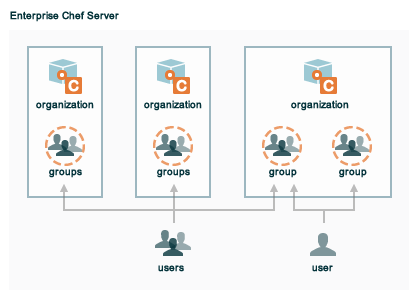 Enterprise Chef Server
C
C
C
organization
organization
organization
groups
groups
group
group
users
user